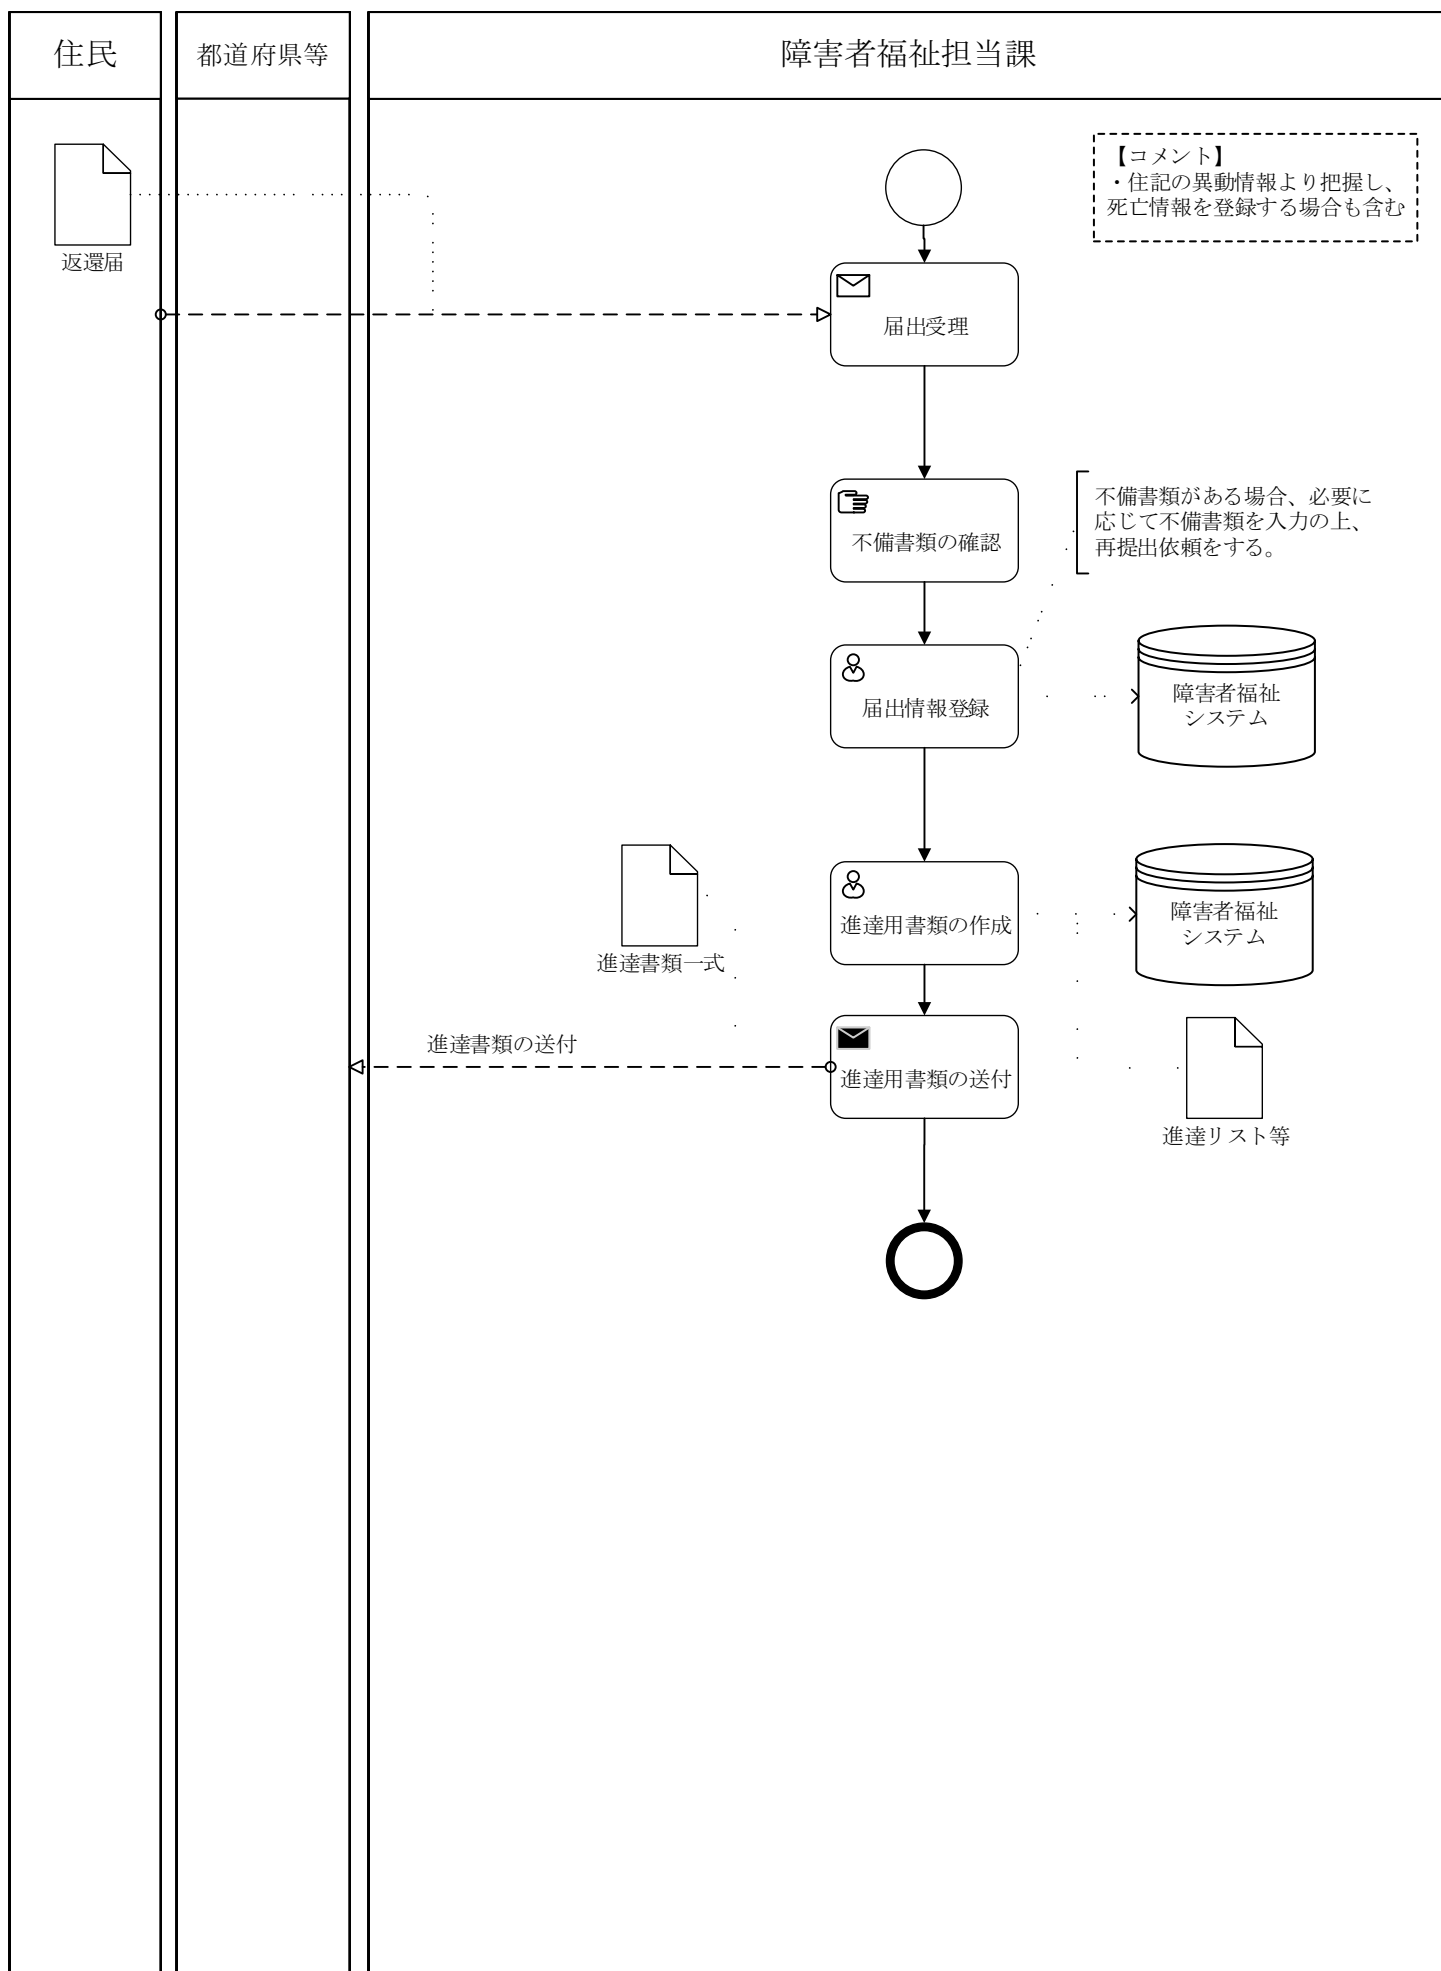 住民
都道府県等
障害者福祉担当課
返還届
【コメント】
・住記の異動情報より把握し、
死亡情報を登録する場合も含む
届出受理
不備書類の確認
不備書類がある場合、必要に
応じて不備書類を入力の上、
再提出依頼をする。
届出情報登録
障害者福祉
システム
進達書類一式
進達用書類の作成
障害者福祉
システム
進達書類の送付
進達用書類の送付
進達リスト等